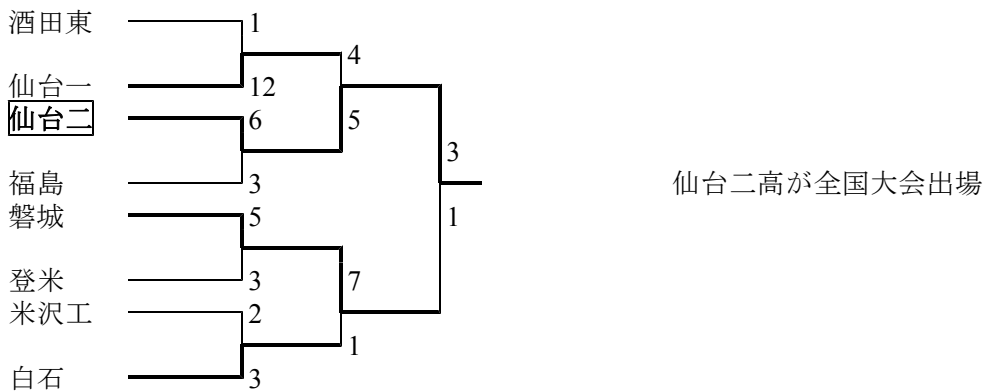 酒田東 1
4
仙台一 12
仙台二 6 5
3
福島 3 仙台二高が全国大会出場
磐城 5 1
登米 3 7
米沢工 2
1
白石 3